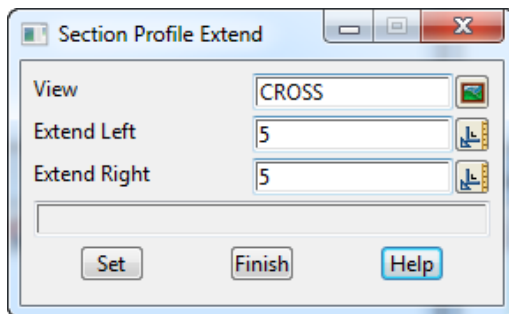 Section Profile Extend
View CROSS
Extend Left 5
Extend Right 5
Set Finish Help